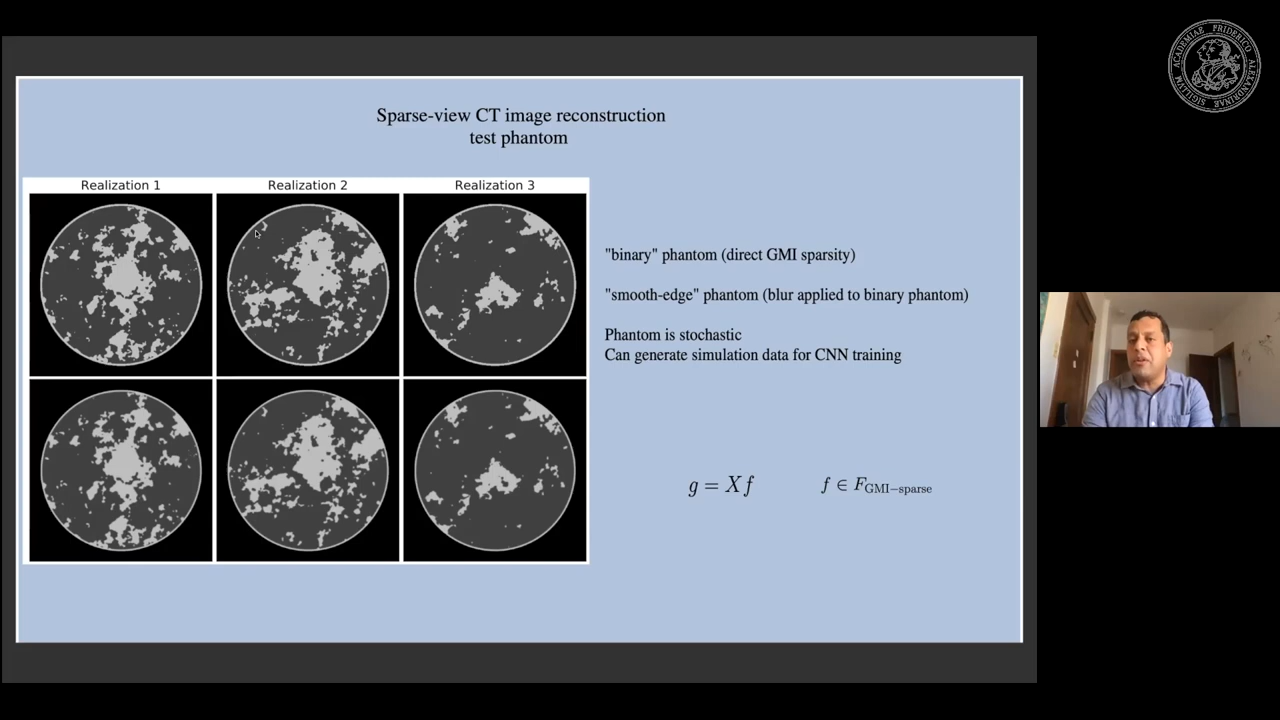 Sparse-view CT image reconstruction
test phantom
Realization 1
Realization 2
Realization 3
"binary" phantom (direct GMI sparsity)
"smooth-edge" phantom (blur applied to binary phantom)
Phantom is stochastic
Can generate simulation data for CNN training
g = Xf
f ∈ F_GMI−sparse
ACADEMIAE FRIDERICO ALEXANDRINAE SIGILLVM